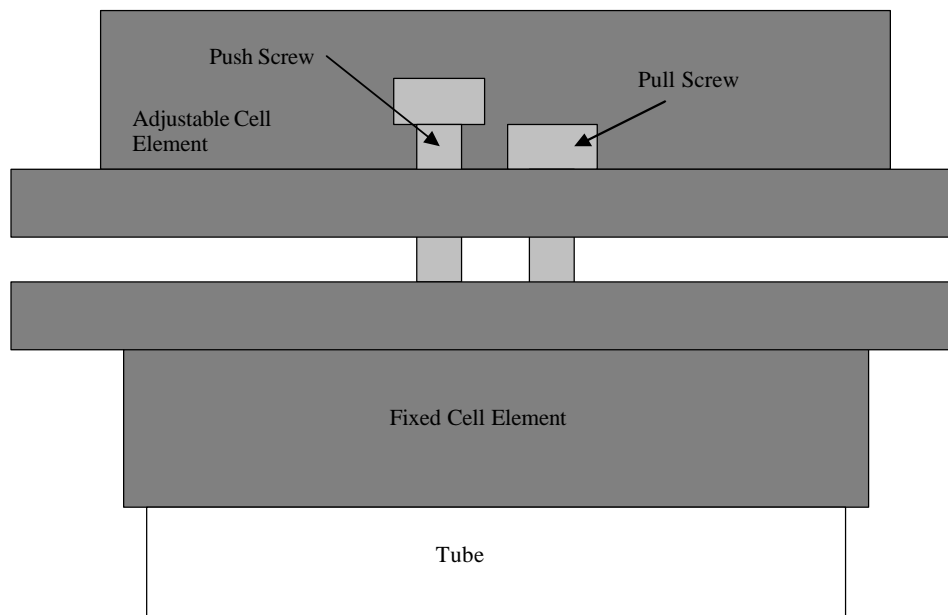 Push Screw
Pull Screw
Adjustable Cell
Element
Fixed Cell Element
Tube